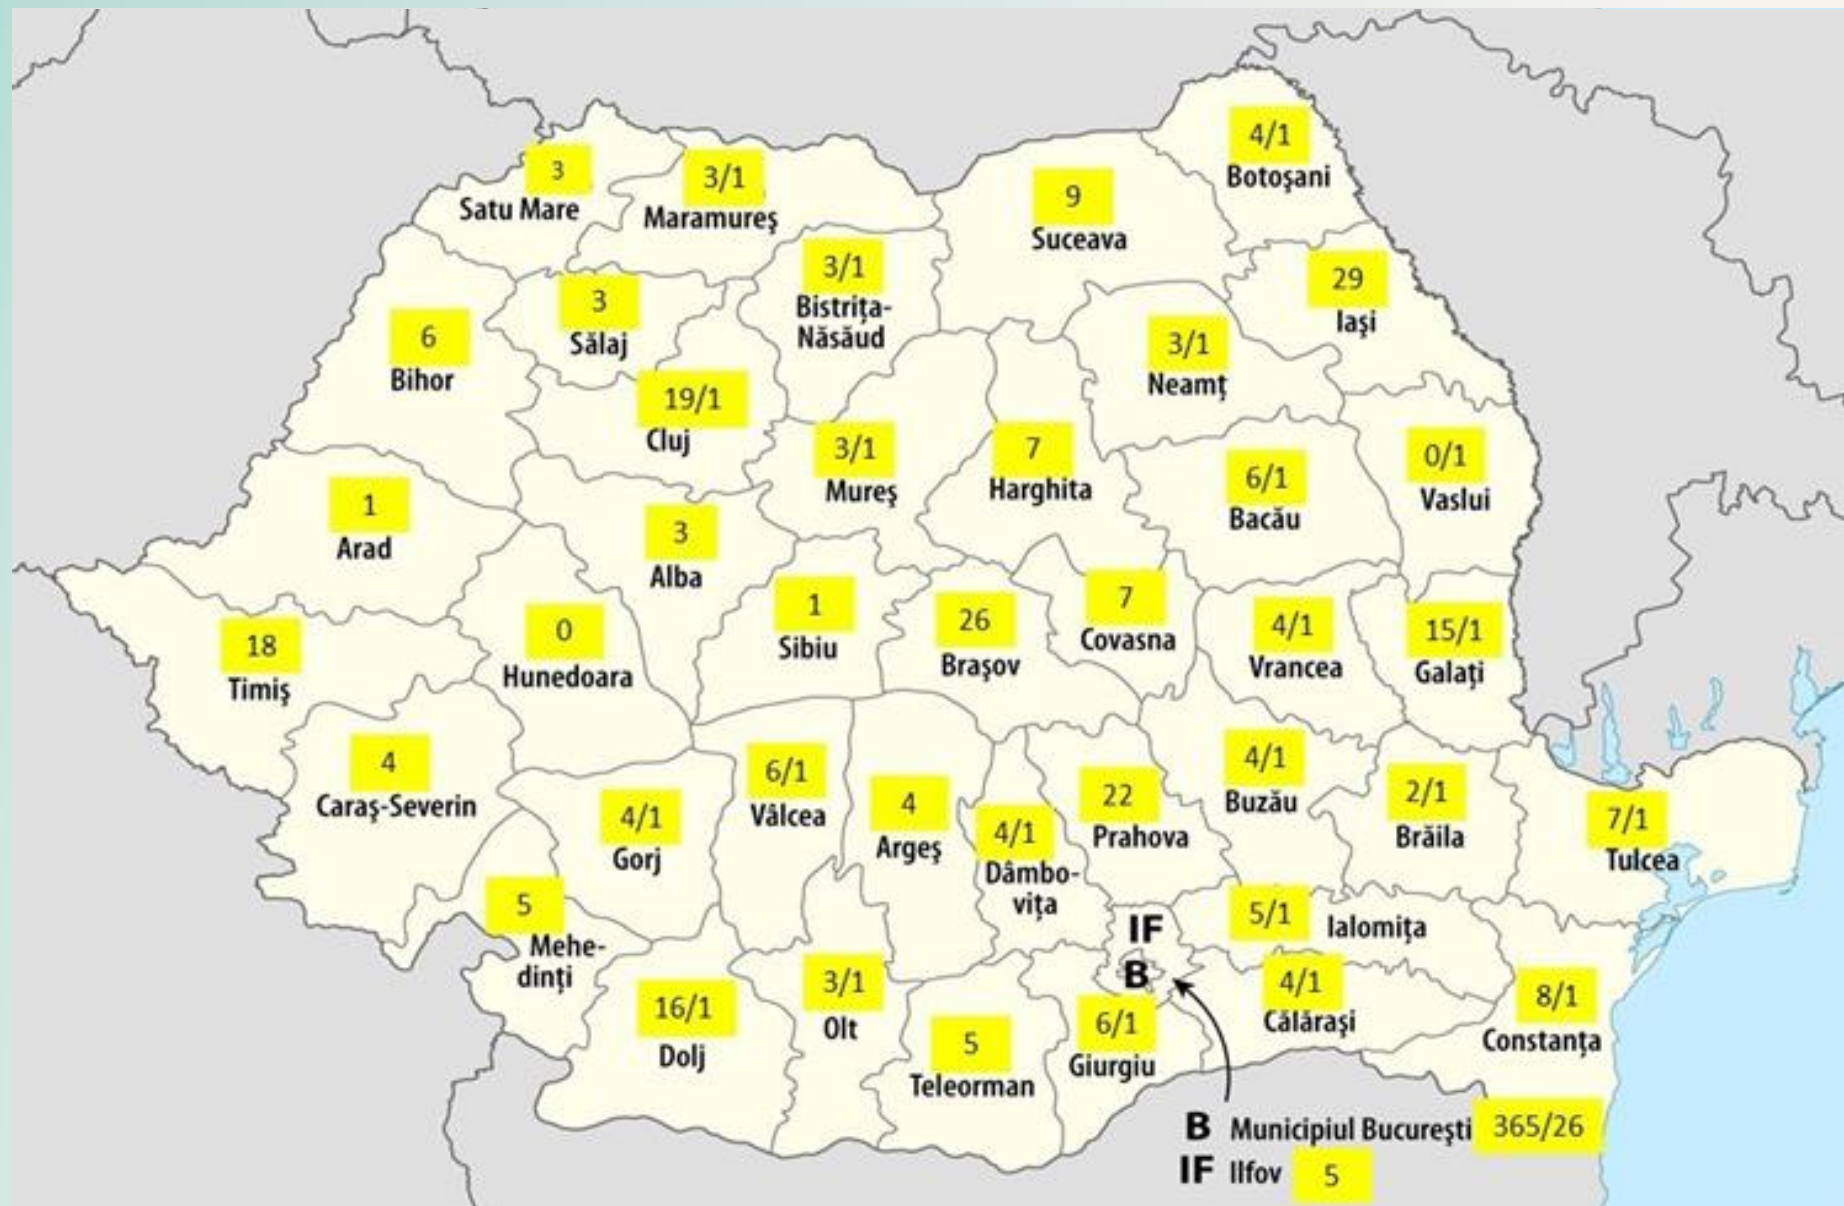 4/1
Botoşani
3
Satu Mare
3/1
Maramureş
9
Suceava
3/1
Bistriţa-
Năsăud
29
Iaşi
3
Sălaj
6
Bihor
3/1
Neamţ
19/1
Cluj
3/1
Mureş
7
Harghita
6/1
Bacău
0/1
Vaslui
1
Arad
3
Alba
1
Sibiu
26
Braşov
7
Covasna
4/1
Vrancea
15/1
Galaţi
18
Timiş
0
Hunedoara
4
Caraş-Severin
4/1
Gorj
6/1
Vâlcea
4
Argeş
4/1
Dâmbo-
viţa
22
Prahova
4/1
Buzău
2/1
Brăila
7/1
Tulcea
5
Mehe-
dinţi
16/1
Dolj
3/1
Olt
5
Teleorman
IF
B
6/1
Giurgiu
5/1 Ialomiţa
4/1
Călăraşi
8/1
Constanţa
B Municipiul Bucureşti 365/26
IF Ilfov 5